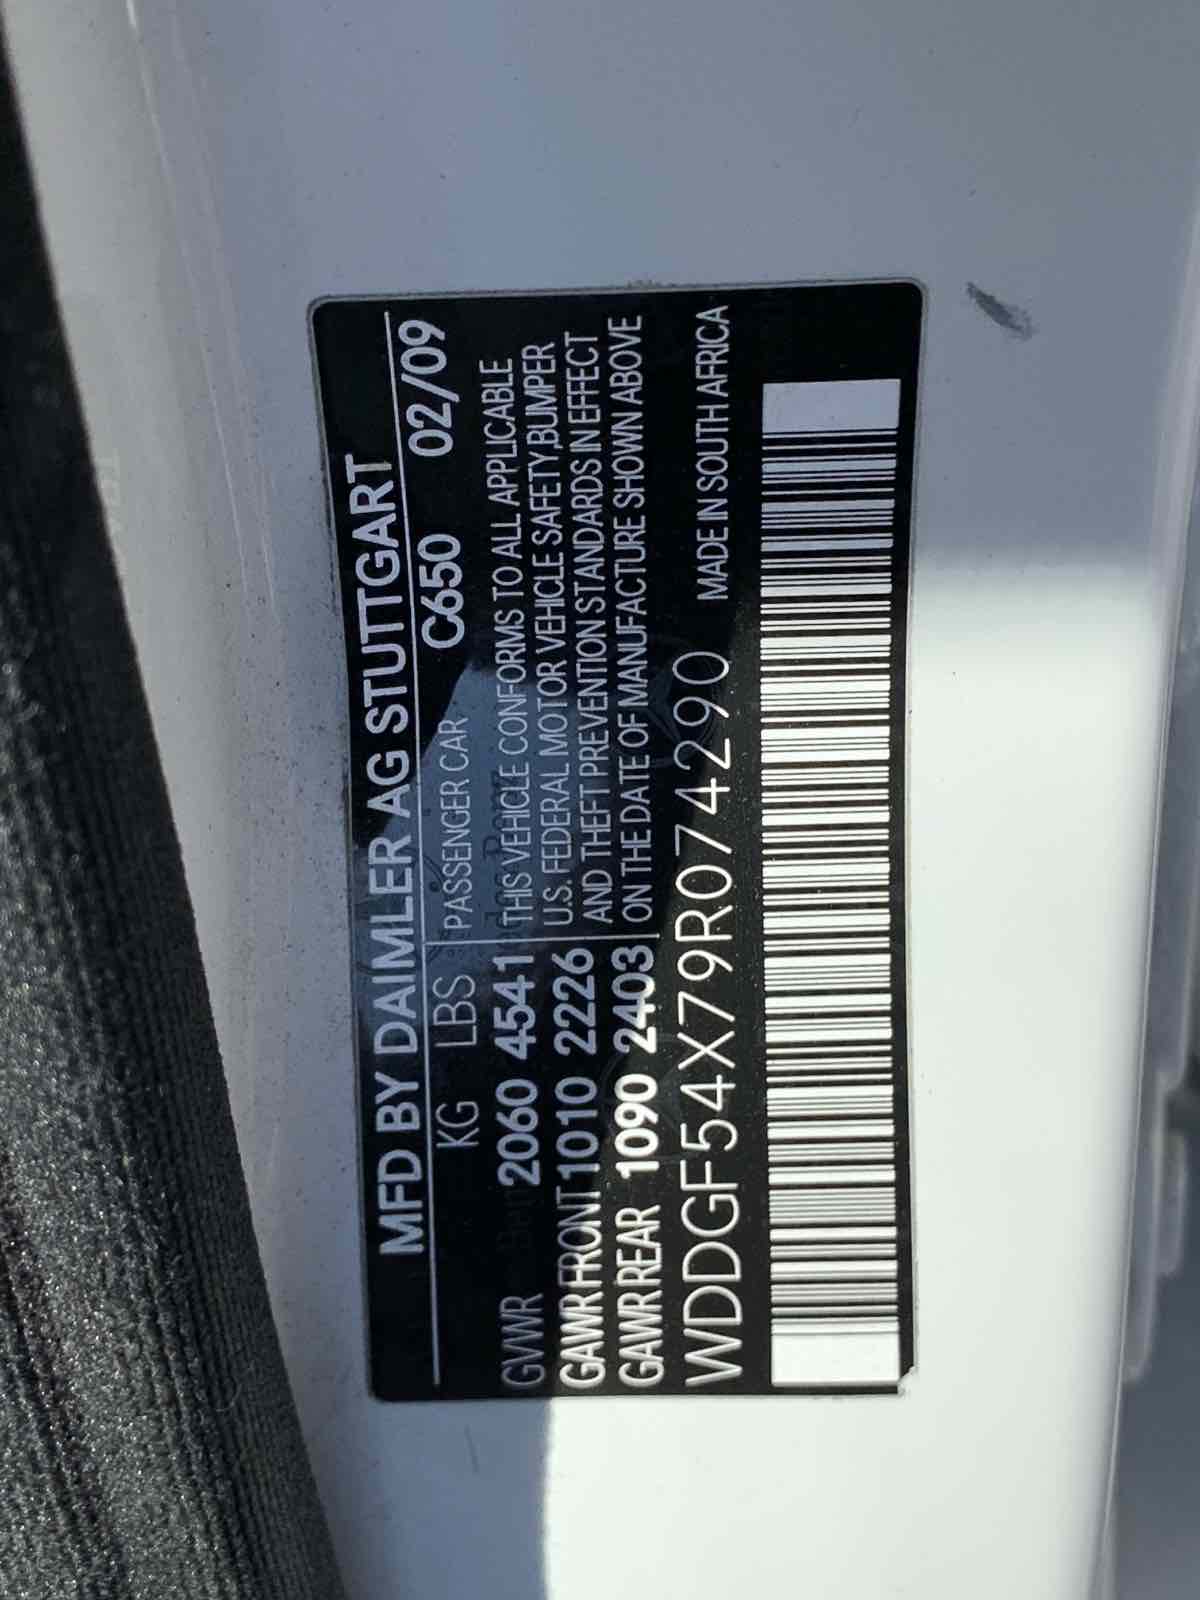 MFD BY DAIMLER AG STUTTGART
KG LBS PASSENGER CAR C650 02/09
GVWR 2060 4541 THIS VEHICLE CONFORMS TO ALL APPLICABLE
GAWR FRONT 1010 2226 U.S. FEDERAL MOTOR VEHICLE SAFETY, BUMPER
GAWR REAR 1090 2403 AND THEFT PREVENTION STANDARDS IN EFFECT
ON THE DATE OF MANUFACTURE SHOWN ABOVE
WDDGF54X79R074290 MADE IN SOUTH AFRICA